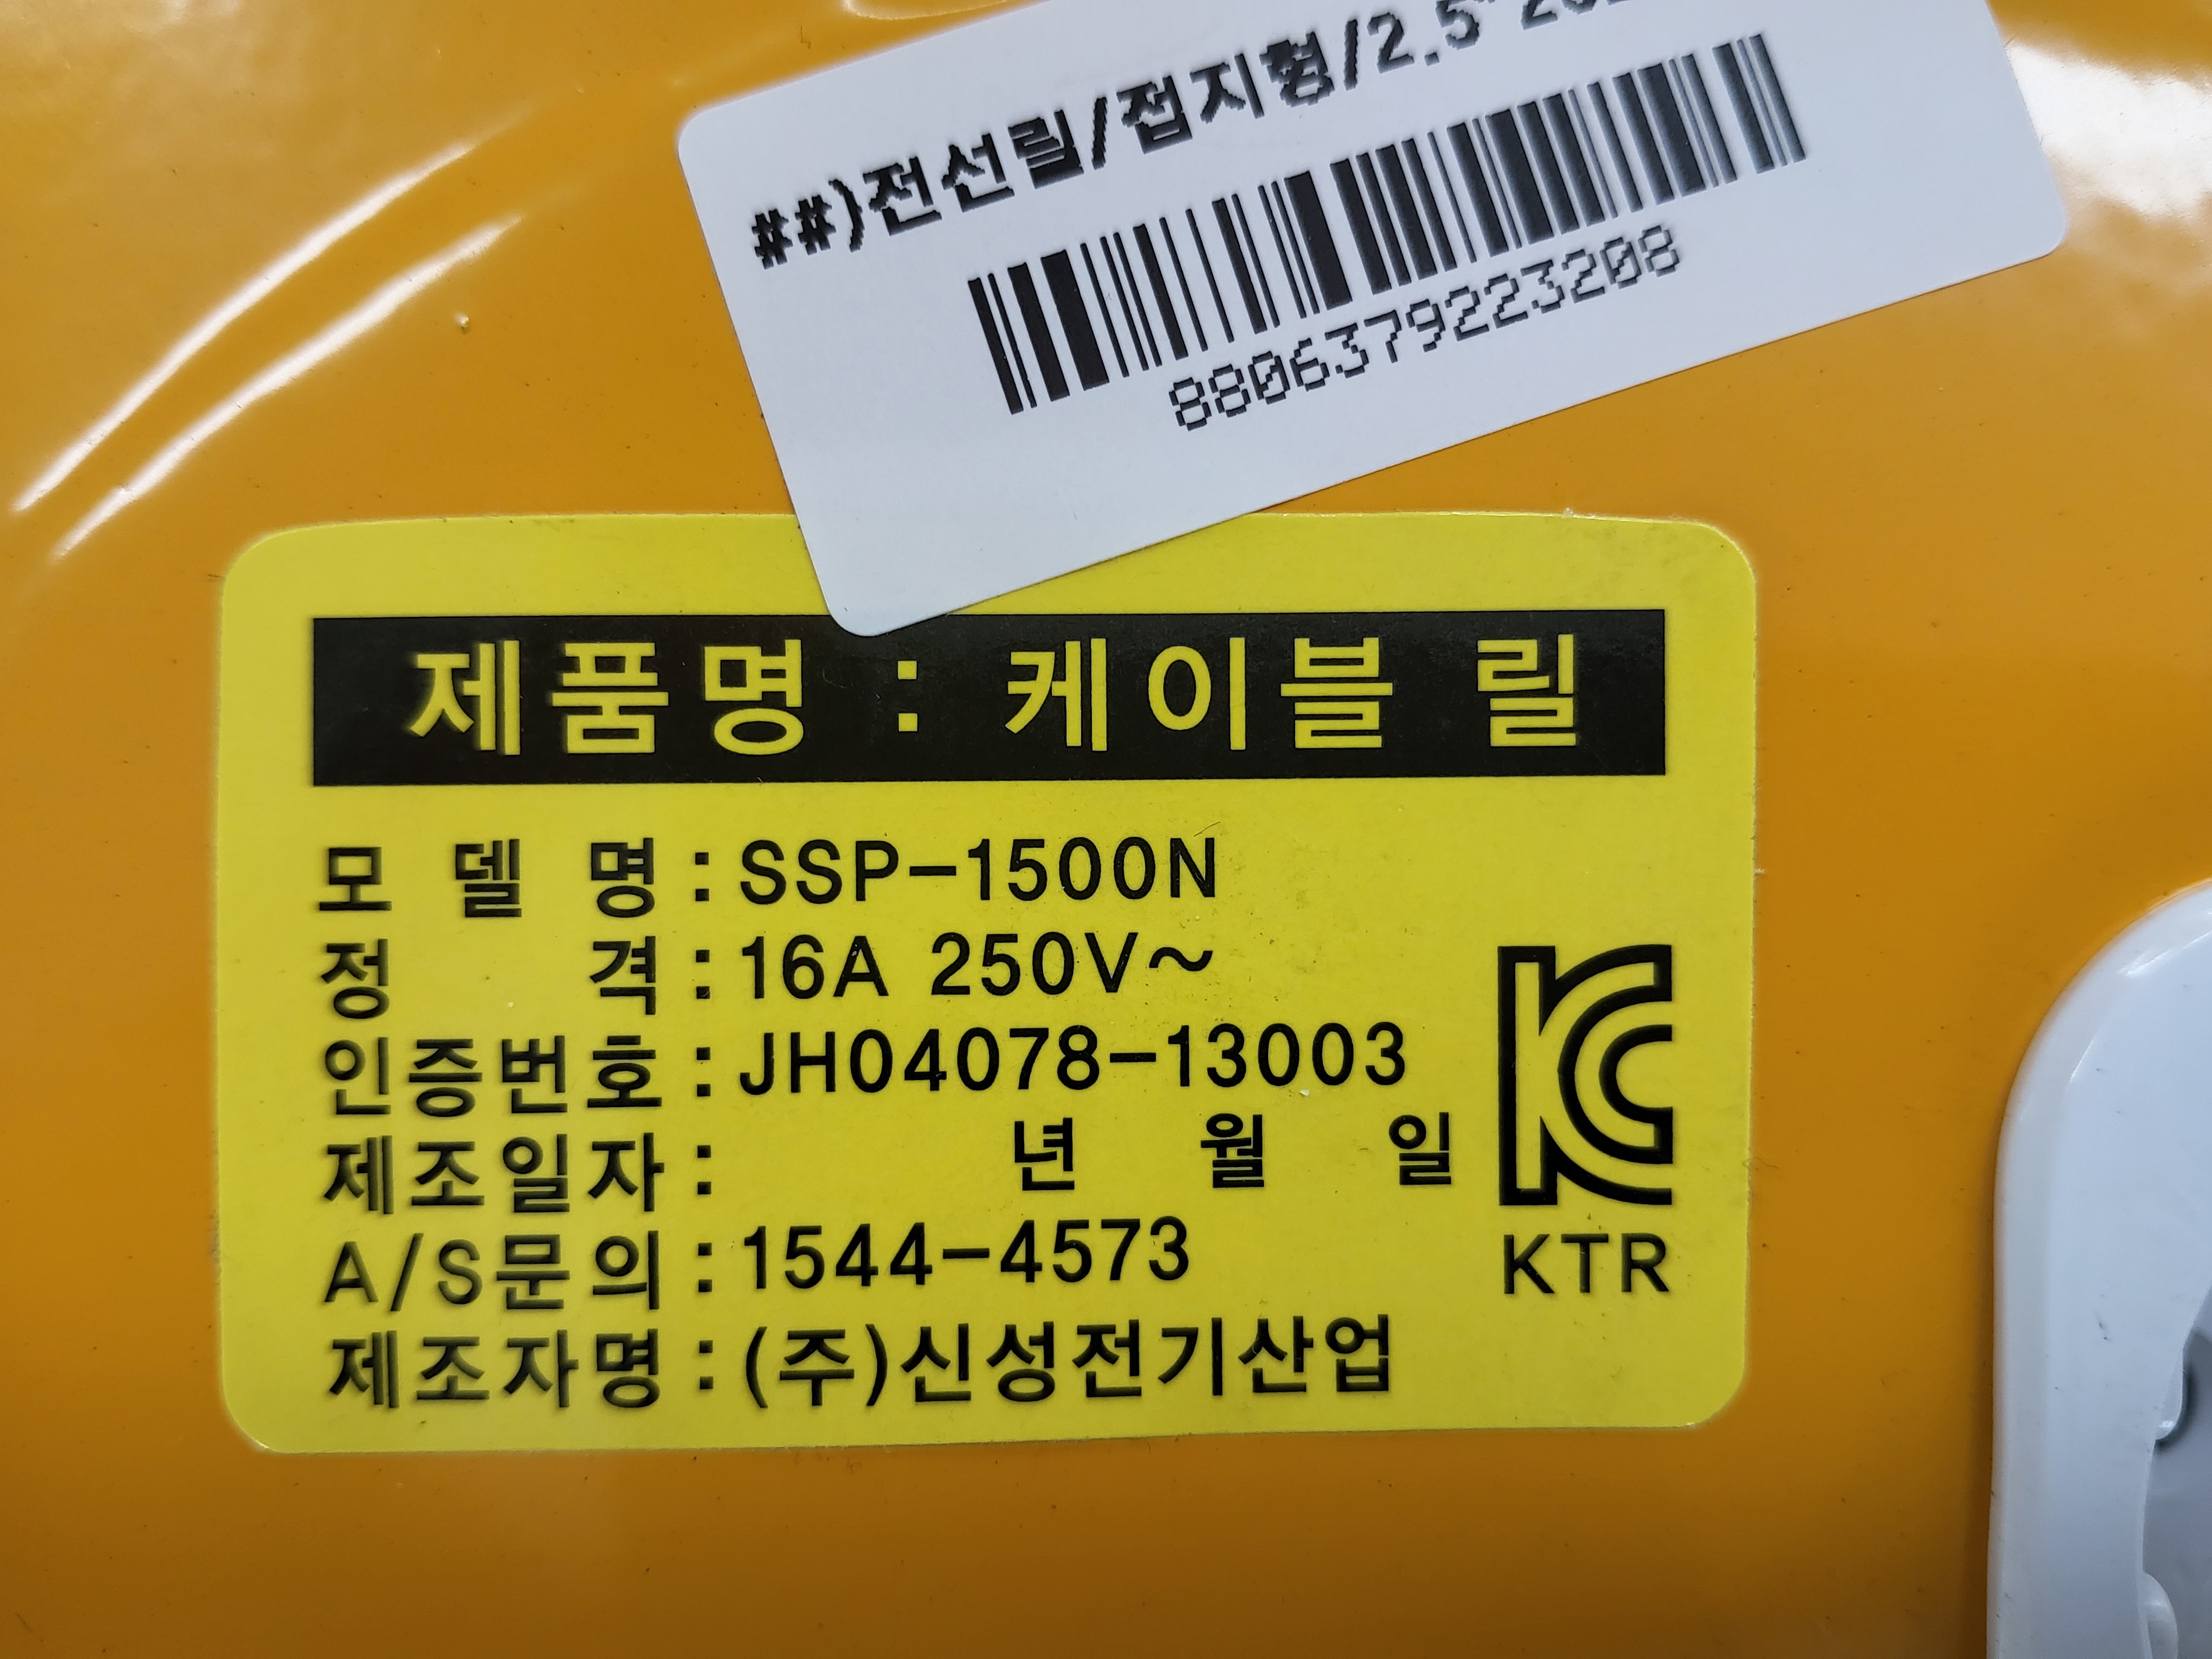 ##)전선릴/접지형/2.5*
8806379223208
제품명 : 케이블 릴
모델명 : SSP-1500N
정격 : 16A 250V~
인증번호 : JH04078-13003
제조일자 : 년 월 일
A/S문의 : 1544-4573
제조자명 : (주)신성전기산업
KC
KTR